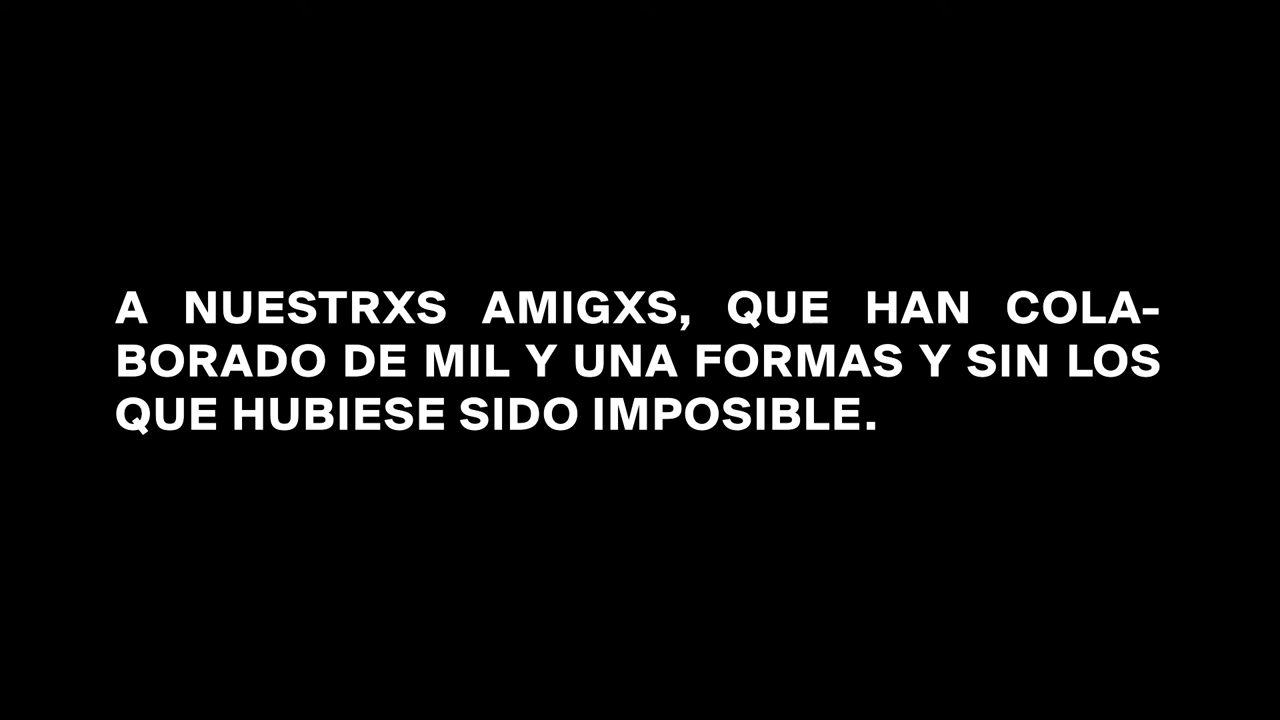 A NUESTRXS AMIGXS, QUE HAN COLA-
BORADO DE MIL Y UNA FORMAS Y SIN LOS
QUE HUBIESE SIDO IMPOSIBLE.